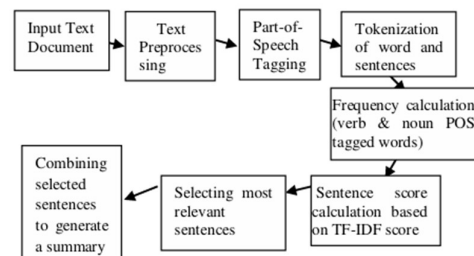 Input Text
Document
Text
Preproces
sing
Part-of-
Speech
Tagging
Tokenization
of word and
sentences
Frequency calculation
(verb & noun POS
tagged words)
Sentence score
calculation based
on TF-IDF score
Selecting most
relevant
sentences
Combining
selected
sentences
to generate
a summary